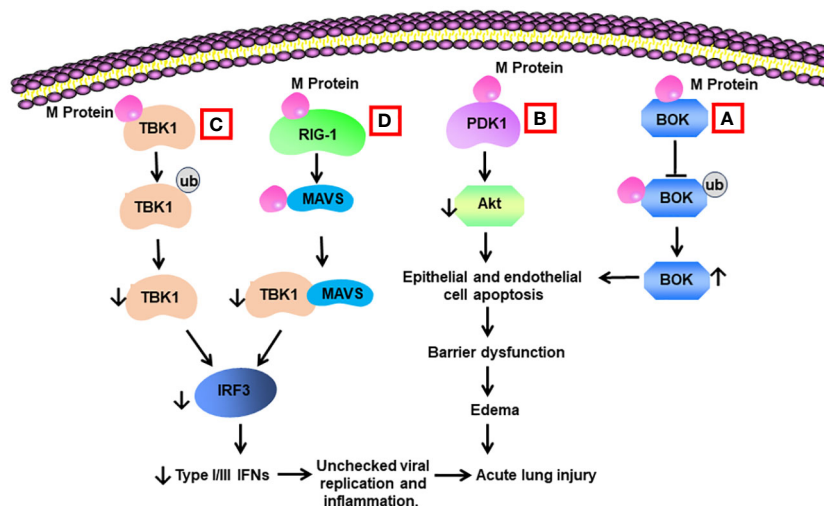 M Protein
M Protein
M Protein
M Protein
TBK1
C
RIG-1
D
PDK1
B
BOK
A
ub
TBK1
MAVS
Akt
BOK
ub
TBK1
TBK1
MAVS
Epithelial and endothelial
cell apoptosis
BOK
Barrier dysfunction
IRF3
Edema
Type I/III IFNs
Unchecked viral
replication and
inflammation.
Acute lung injury